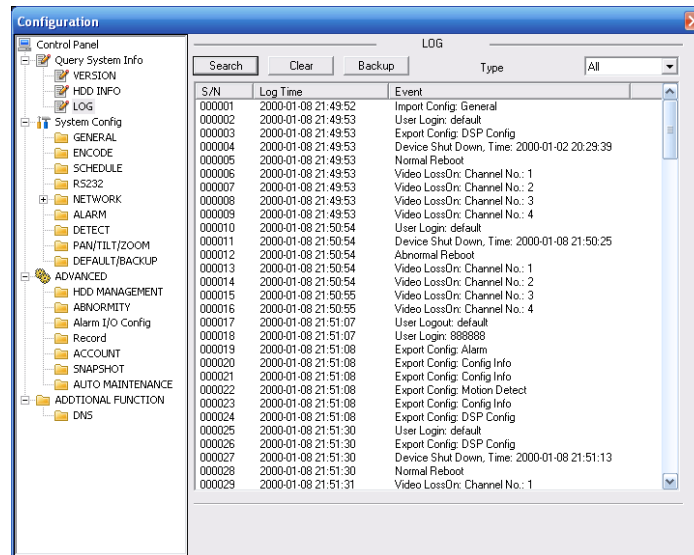 Configuration
Control Panel
Query System Info
VERSION
HDD INFO
LOG
System Config
GENERAL
ENCODE
SCHEDULE
RS232
NETWORK
ALARM
DETECT
PAN/TILT/ZOOM
DEFAULT/BACKUP
ADVANCED
HDD MANAGEMENT
ABNORMITY
Alarm I/O Config
Record
ACCOUNT
SNAPSHOT
AUTO MAINTENANCE
ADDTIONAL FUNCTION
DNS
LOG
Search Clear Backup Type All
S/N Log Time Event
000001 2000-01-08 21:49:52 Import Config: General
000002 2000-01-08 21:49:53 User Login: default
000003 2000-01-08 21:49:53 Export Config: DSP Config
000004 2000-01-08 21:49:53 Device Shut Down, Time: 2000-01-02 20:29:39
000005 2000-01-08 21:49:53 Normal Reboot
000006 2000-01-08 21:49:53 Video LossOn: Channel No.: 1
000007 2000-01-08 21:49:53 Video LossOn: Channel No.: 2
000008 2000-01-08 21:49:53 Video LossOn: Channel No.: 3
000009 2000-01-08 21:49:53 Video LossOn: Channel No.: 4
000010 2000-01-08 21:50:54 User Login: default
000011 2000-01-08 21:50:54 Device Shut Down, Time: 2000-01-08 21:50:25
000012 2000-01-08 21:50:54 Abnormal Reboot
000013 2000-01-08 21:50:54 Video LossOn: Channel No.: 1
000014 2000-01-08 21:50:54 Video LossOn: Channel No.: 2
000015 2000-01-08 21:50:55 Video LossOn: Channel No.: 3
000016 2000-01-08 21:50:55 Video LossOn: Channel No.: 4
000017 2000-01-08 21:51:07 User Logout: default
000018 2000-01-08 21:51:07 User Login: 888888
000019 2000-01-08 21:51:08 Export Config: Alarm
000020 2000-01-08 21:51:08 Export Config: Config Info
000021 2000-01-08 21:51:08 Export Config: Config Info
000022 2000-01-08 21:51:08 Export Config: Motion Detect
000023 2000-01-08 21:51:08 Export Config: Config Info
000024 2000-01-08 21:51:08 Export Config: DSP Config
000025 2000-01-08 21:51:30 User Login: default
000026 2000-01-08 21:51:30 Export Config: DSP Config
000027 2000-01-08 21:51:30 Device Shut Down, Time: 2000-01-08 21:51:13
000028 2000-01-08 21:51:30 Normal Reboot
000029 2000-01-08 21:51:31 Video LossOn: Channel No.: 1